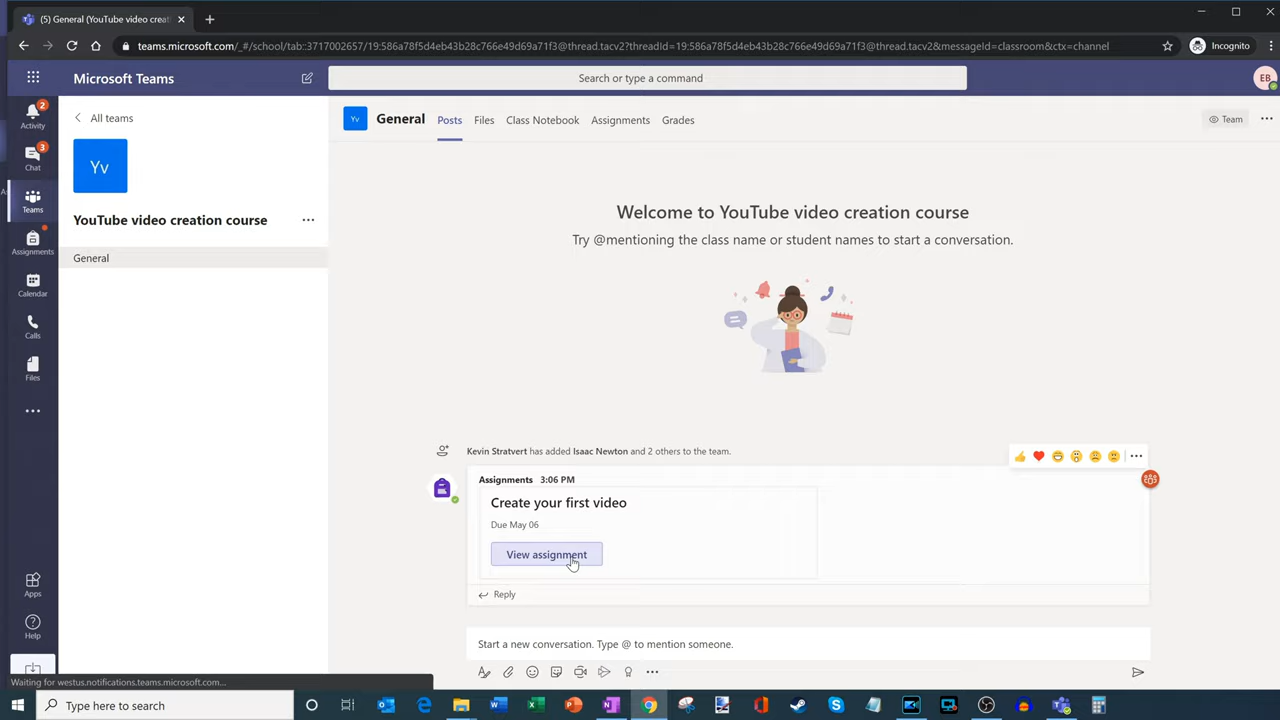 (5) General (YouTube video creati
teams.microsoft.com/_#/school/tab::3717002657/19:586a78f5d4eb43b28c766e49a971f3@thread.tacv2?threadId=19:586a78f5d4eb43b28c766e49a971f3@thread.tacv2&messageId=classroom&ctx=channel
Incognito
Microsoft Teams
Search or type a command
EB
2
Activity
3
Chat
Teams
Assignments
Calendar
Calls
Files
Apps
Help
All teams
Yv
YouTube video creation course
General
Yv
General
Posts
Files
Class Notebook
Assignments
Grades
Team
Welcome to YouTube video creation course
Try @mentioning the class name or student names to start a conversation.
Kevin Stratvert has added Isaac Newton and 2 others to the team.
Assignments 3:06 PM
Create your first video
Due May 06
View assignment
Reply
Start a new conversation. Type @ to mention someone.
Waiting for westus.notifications.teams.microsoft.com...
Type here to search